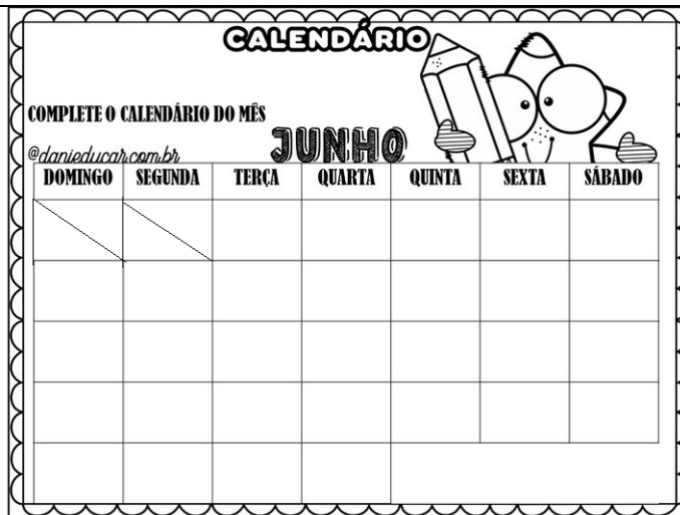 CALENDÁRIO
COMPLETE O CALENDÁRIO DO MÊS
JUNHO
@danieducar.com.br
DOMINGO SEGUNDA TERÇA QUARTA QUINTA SEXTA SÁBADO